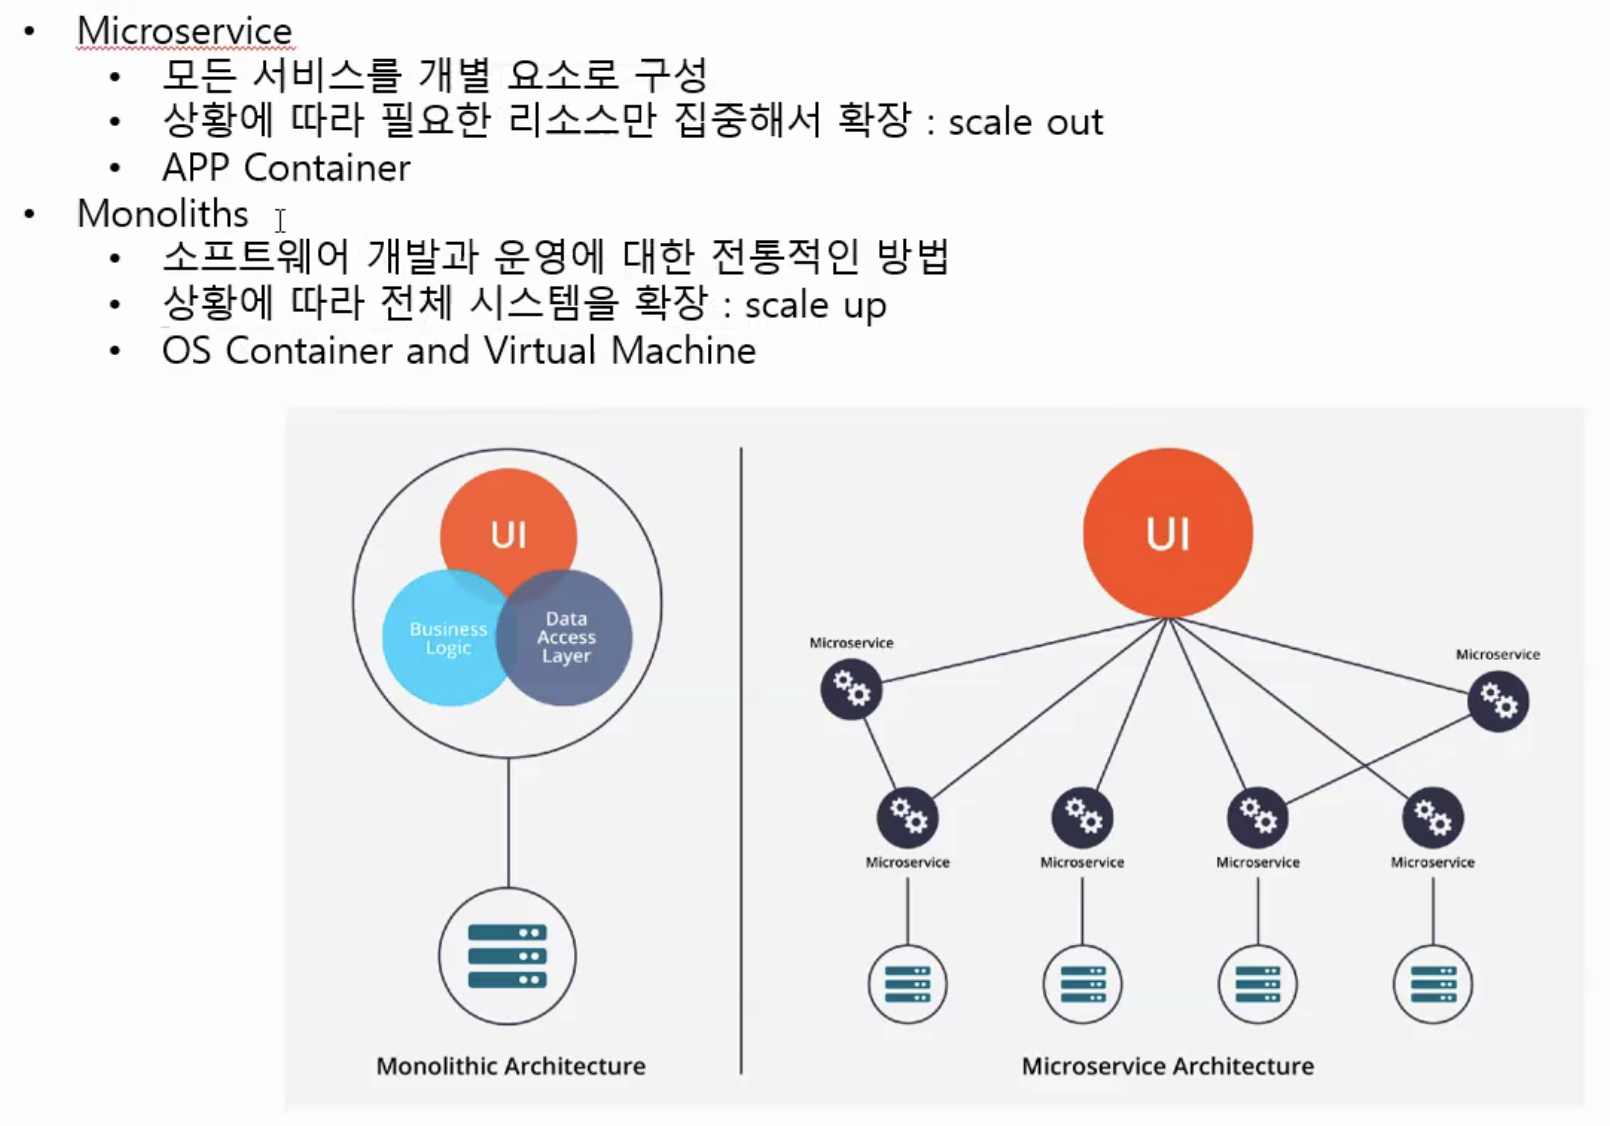 • Microservice
• 모든 서비스를 개별 요소로 구성
• 상황에 따라 필요한 리소스만 집중해서 확장 : scale out
• APP Container
• Monoliths
• 소프트웨어 개발과 운영에 대한 전통적인 방법
• 상황에 따라 전체 시스템을 확장 : scale up
• OS Container and Virtual Machine
UI
Business
Logic
Data
Access
Layer
Monolithic Architecture
UI
Microservice
Microservice
Microservice
Microservice
Microservice
Microservice
Microservice Architecture